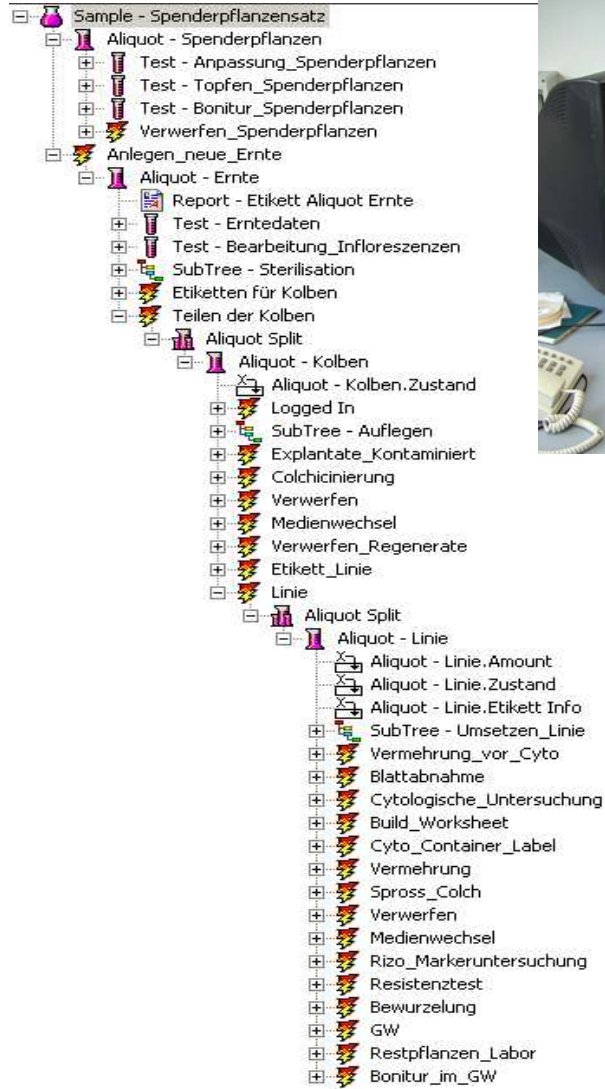 Sample - Spenderpflanzensatz
Aliquot - Spenderpflanzen
Test - Anpassung_Spenderpflanzen
Test - Topfen_Spenderpflanzen
Test - Bonitur_Spenderpflanzen
Verwerfen_Spenderpflanzen
Anlegen_neue_Ernte
Aliquot - Ernte
Report - Etikett Aliquot Ernte
Test - Erntedaten
Test - Bearbeitung_Infloreszenzen
SubTree - Sterilisation
Etiketten für Kolben
Teilen der Kolben
Aliquot Split
Aliquot - Kolben
Aliquot - Kolben.Zustand
Logged In
SubTree - Auflegen
Explantate_Kontaminiert
Colchicinierung
Verwerfen
Medienwechsel
Verwerfen_Regenerate
Etikett_Linie
Linie
Aliquot Split
Aliquot - Linie
Aliquot - Linie.Amount
Aliquot - Linie.Zustand
Aliquot - Linie.Etikett Info
SubTree - Umsetzen_Linie
Vermehrung_vor_Cyto
Blattabnahme
Cytologische_Untersuchung
Build_Worksheet
Cyto_Container_Label
Vermehrung
Spross_Colch
Verwerfen
Medienwechsel
Rizo_Markeruntersuchung
Resistenztest
Bewurzelung
GW
Restpflanzen_Labor
Bonitur_im_GW